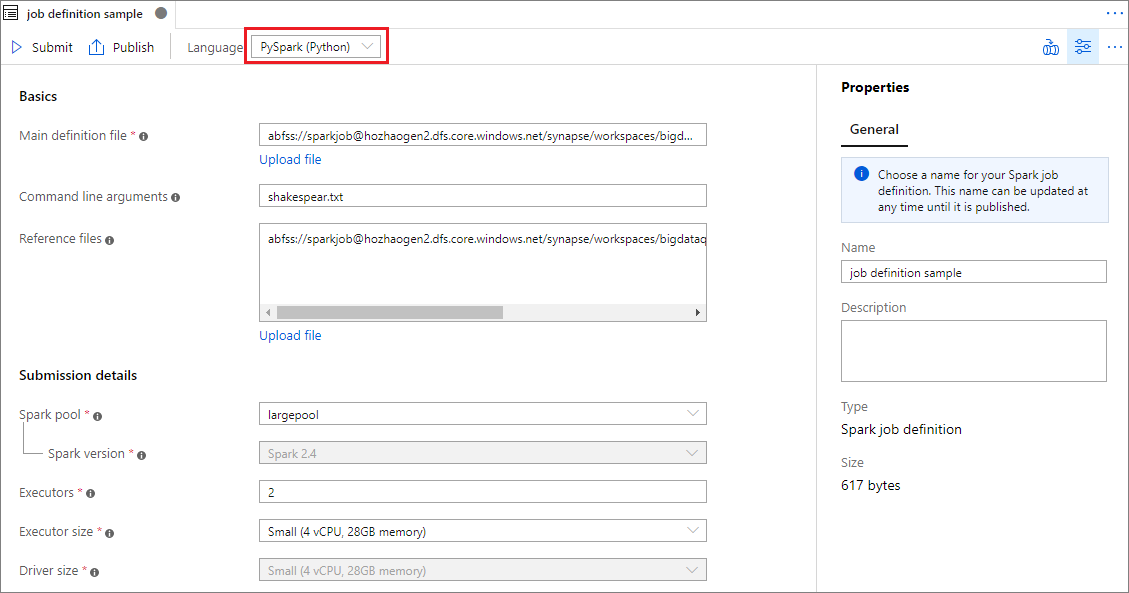 job definition sample
Submit Publish Language PySpark (Python)
Basics
Main definition file * abfss://sparkjob@hozhaogen2.dfs.core.windows.net/synapse/workspaces/bigd...
Upload file
Command line arguments shakespear.txt
Reference files abfss://sparkjob@hozhaogen2.dfs.core.windows.net/synapse/workspaces/bigdataq
Upload file
Submission details
Spark pool * largepool
Spark version * Spark 2.4
Executors * 2
Executor size * Small (4 vCPU, 28GB memory)
Driver size * Small (4 vCPU, 28GB memory)
Properties
General
Choose a name for your Spark job
definition. This name can be updated at
any time until it is published.
Name
job definition sample
Description
Type
Spark job definition
Size
617 bytes